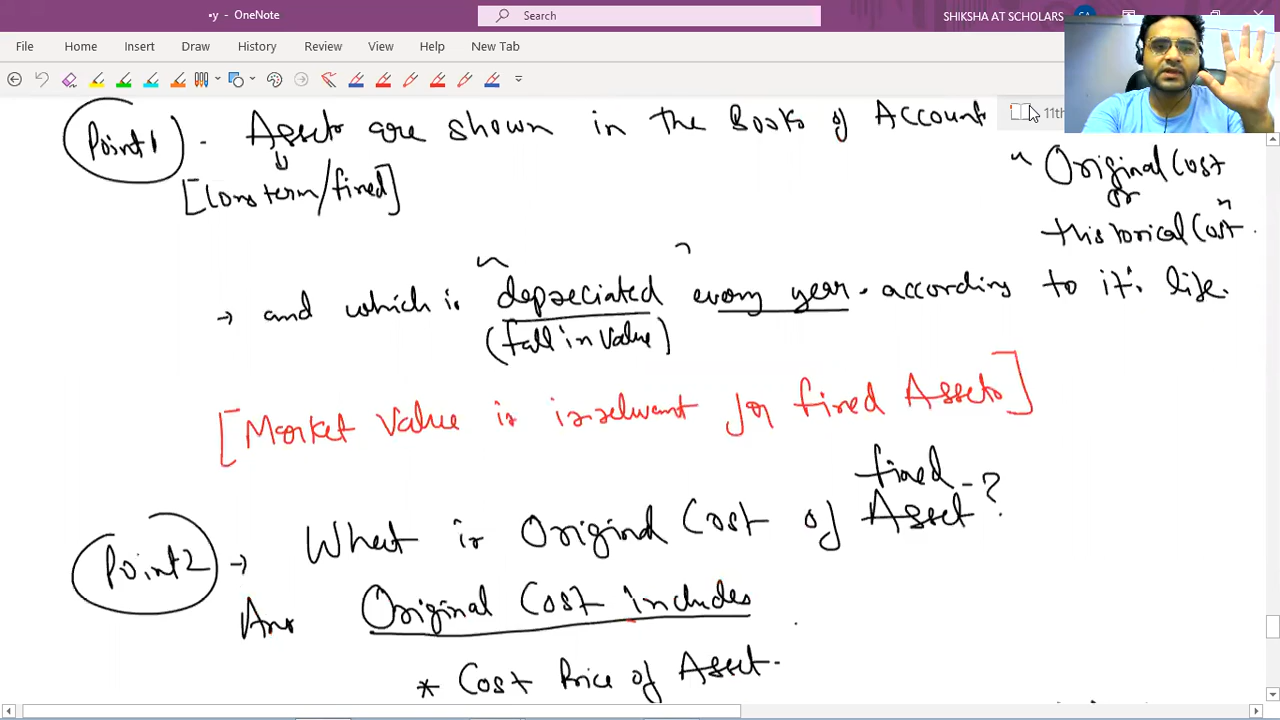 •y - OneNote
Search
SHIKSHA AT SCHOLARS
File Home Insert Draw History Review View Help New Tab
11th
Point 1 - Assets are shown in the Books of Account
[Long term/fixed]
" Original Cost
or
Historical Cost "
→ and which is "depreciated" every year. according to it's life.
(fall in value)
[Market Value is irrelevant for fixed Assets]
Point 2 → What is Original Cost of fixed Asset - ?
Ans Original Cost includes
* Cost Price of Asset.